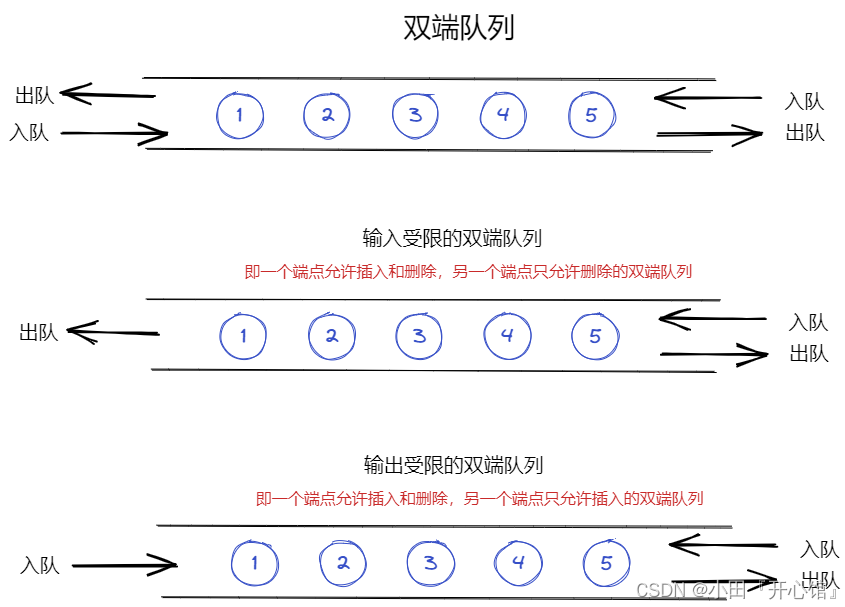 双端队列
出队 入队
入队 1 2 3 4 5 出队
输入受限的双端队列
即一个端点允许插入和删除，另一个端点只允许删除的双端队列
出队 1 2 3 4 5 入队
出队
输出受限的双端队列
即一个端点允许插入和删除，另一个端点只允许插入的双端队列
入队 1 2 3 4 5 入队
出队
CSDN @小田『开心馆』